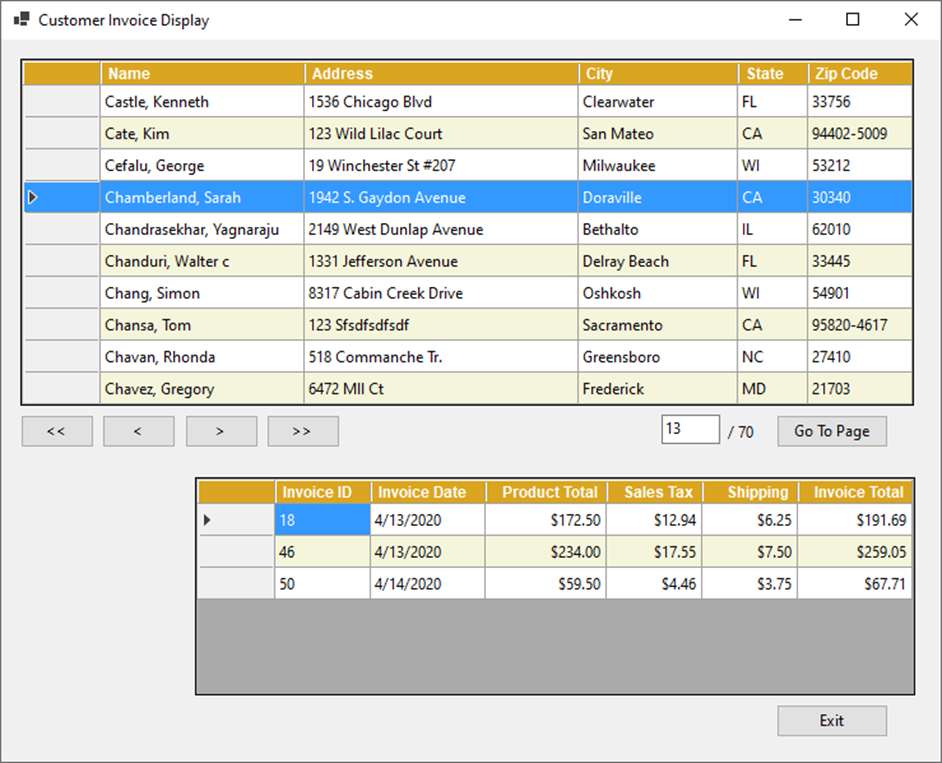 Customer Invoice Display
Name Address City State Zip Code
Castle, Kenneth 1536 Chicago Blvd Clearwater FL 33756
Cate, Kim 123 Wild Lilac Court San Mateo CA 94402-5009
Cefalu, George 19 Winchester St #207 Milwaukee WI 53212
Chamberland, Sarah 1942 S. Gaydon Avenue Doraville CA 30340
Chandrasekhar, Yagnaraju 2149 West Dunlap Avenue Bethalto IL 62010
Chanduri, Walter c 1331 Jefferson Avenue Delray Beach FL 33445
Chang, Simon 8317 Cabin Creek Drive Oshkosh WI 54901
Chansa, Tom 123 Sfsdfsdfsdf Sacramento CA 95820-4617
Chavan, Rhonda 518 Commanche Tr. Greensboro NC 27410
Chavez, Gregory 6472 MIl Ct Frederick MD 21703
<< < > >> 13 / 70 Go To Page
Invoice ID Invoice Date Product Total Sales Tax Shipping Invoice Total
18 4/13/2020 $172.50 $12.94 $6.25 $191.69
46 4/13/2020 $234.00 $17.55 $7.50 $259.05
50 4/14/2020 $59.50 $4.46 $3.75 $67.71
Exit